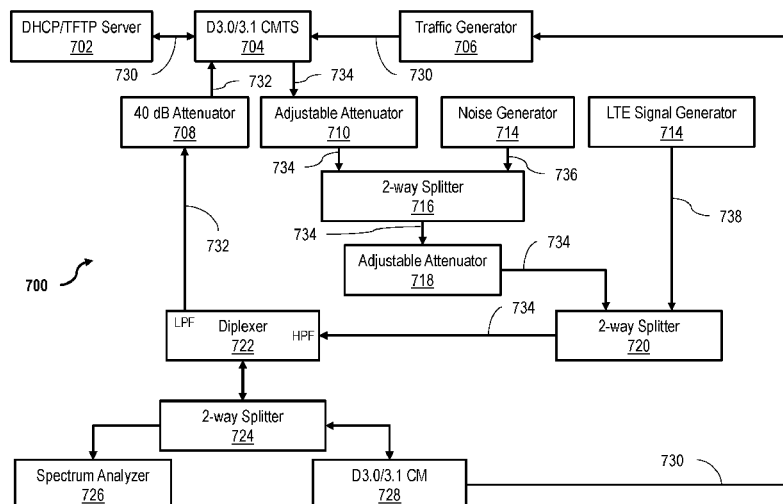 DHCP/TFTP Server
702
D3.0/3.1 CMTS
704
Traffic Generator
706
730
730
732
734
40 dB Attenuator
708
Adjustable Attenuator
710
Noise Generator
714
LTE Signal Generator
714
734
736
2-way Splitter
716
738
732
734
734
Adjustable Attenuator
718
700
734
LPF
Diplexer
HPF
722
2-way Splitter
720
2-way Splitter
724
730
Spectrum Analyzer
726
D3.0/3.1 CM
728